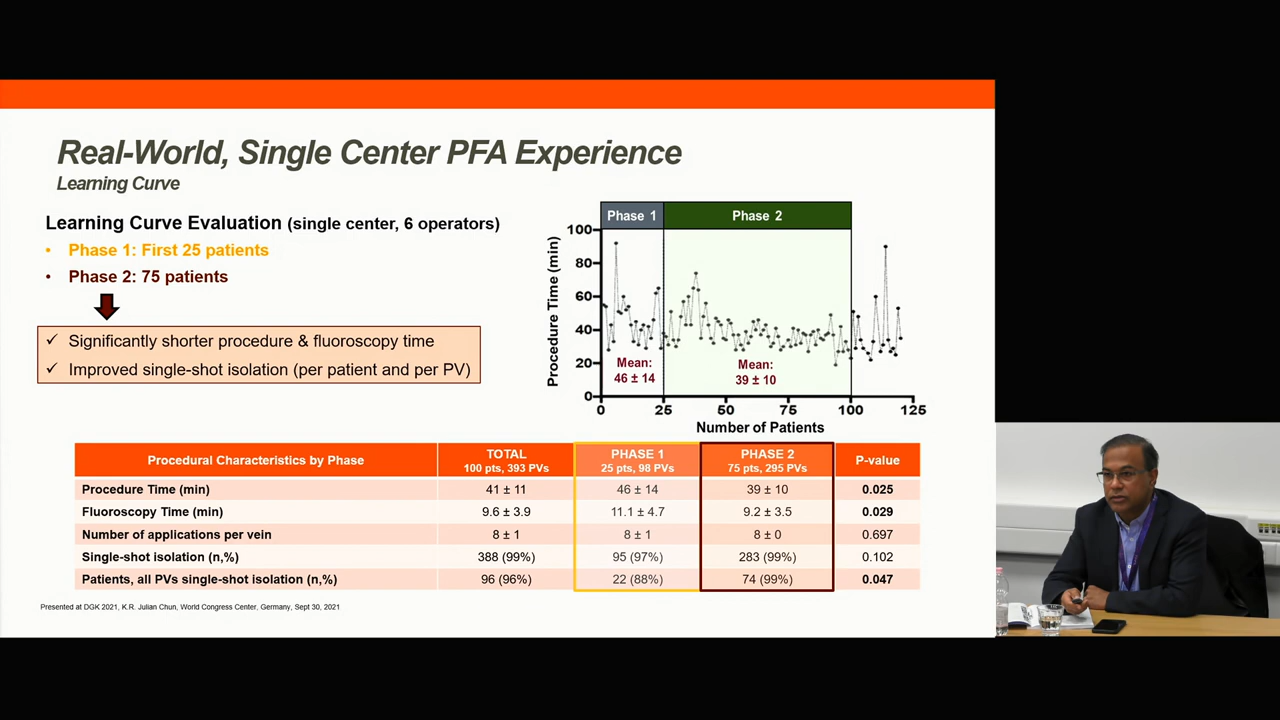 Real-World, Single Center PFA Experience
Learning Curve
Learning Curve Evaluation (single center, 6 operators)
• Phase 1: First 25 patients
• Phase 2: 75 patients
✓ Significantly shorter procedure & fluoroscopy time
✓ Improved single-shot isolation (per patient and per PV)
Phase 1 Phase 2
Procedure Time (min)
100
80
60
40
20
0
Mean:
46 ± 14
Mean:
39 ± 10
0 25 50 75 100 125
Number of Patients
Procedural Characteristics by Phase TOTAL PHASE 1 PHASE 2 P-value
100 pts, 393 PVs 25 pts, 98 PVs 75 pts, 295 PVs
Procedure Time (min) 41 ± 11 46 ± 14 39 ± 10 0.025
Fluoroscopy Time (min) 9.6 ± 3.9 11.1 ± 4.7 9.2 ± 3.5 0.029
Number of applications per vein 8 ± 1 8 ± 1 8 ± 0 0.697
Single-shot isolation (n,%) 388 (99%) 95 (97%) 283 (99%) 0.102
Patients, all PVs single-shot isolation (n,%) 96 (96%) 22 (88%) 74 (99%) 0.047
Presented at DGK 2021, K.R. Julian Chun, World Congress Center, Germany, Sept 30, 2021